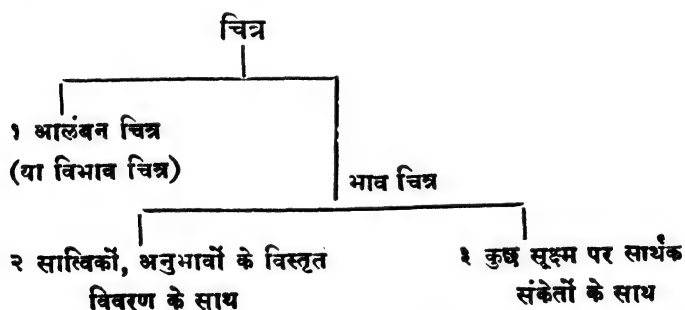 चित्र
१ आलंबन चित्र
(या विभाव चित्र)
भाव चित्र
२ सात्विकों, अनुभावों के विस्तृत
विवरण के साथ
३ कुछ सूक्ष्म पर सार्थक
संकेतों के साथ